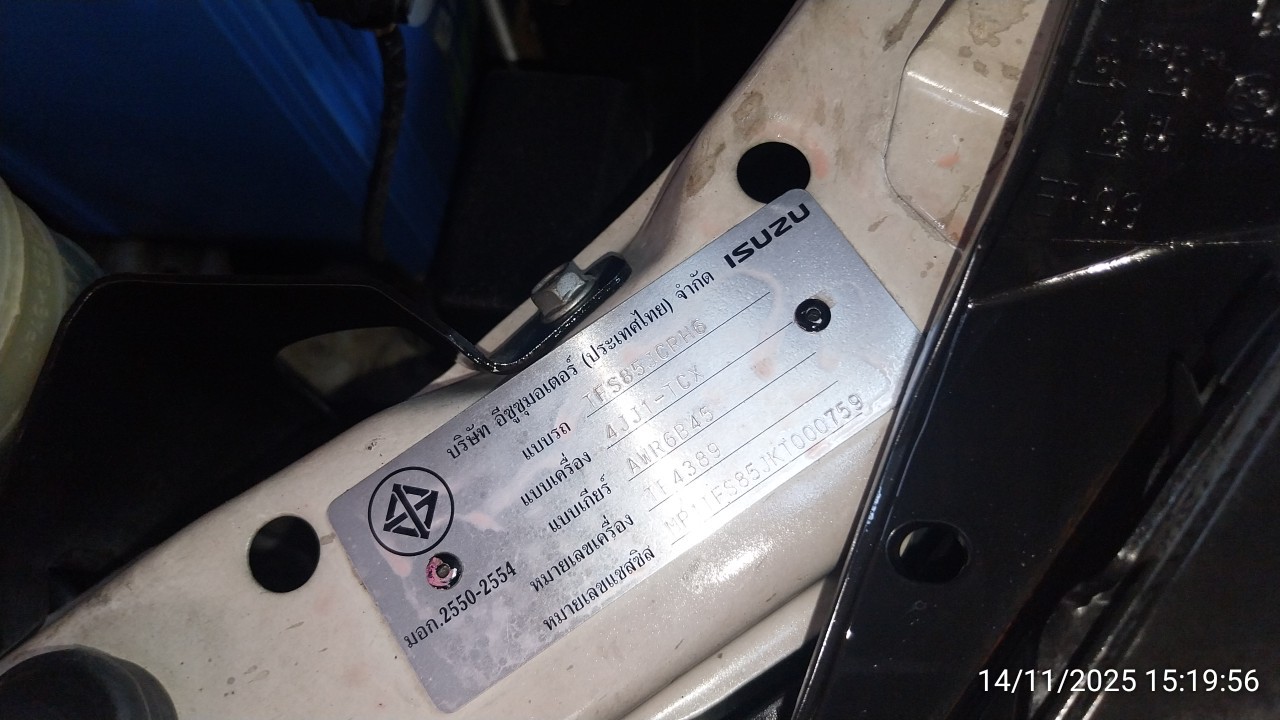 ISUZU
บริษัท อีซูซุมอเตอร์ (ประเทศไทย) จำกัด
แบบรถ TFS85JGPH6
แบบเครื่อง 4JJ1-TCX
แบบเกียร์ AWR6B45
หมายเลขเครื่อง TF4389
หมายเลขแชสซิส MP1TFS85JKT000759
มอก.2550-2554
14/11/2025 15:19:56